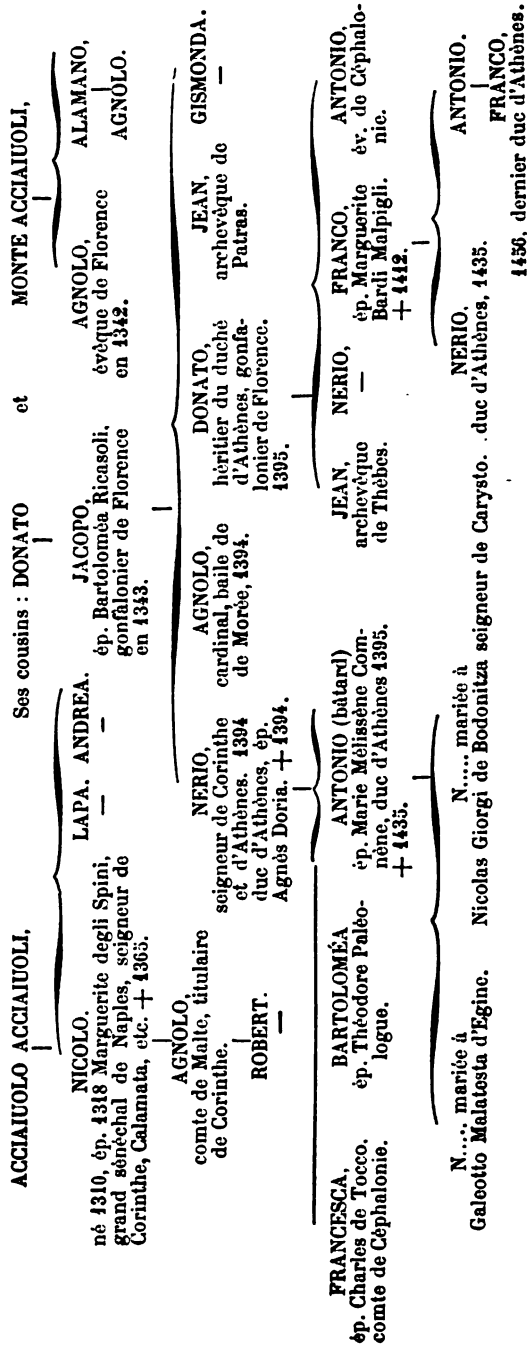 ACCIAIUOLO ACCIAIUOLI, Ses cousins : DONATO et MONTE ACCIAIUOLI,
NICOLO.
né 1310, ép. 1318 Marguerite degli Spini,
grand sénéchal de Naples, seigneur de
Corinthe, Calamata, etc. + 1365.
LAPA.
—
ANDREA.
—
JACOPO,
ép. Bartoloméa Ricasoli,
gonfalonier de Florence
en 1343.
AGNOLO,
évêque de Florence
en 1342.
ALAMANO,
AGNOLO.
AGNOLO,
comte de Malte, titulaire
de Corinthe.
ROBERT.
—
NERIO,
seigneur de Corinthe
et d'Athènes. 1394
duc d'Athènes, ép.
Agnès Doria. + 1394.
AGNOLO,
cardinal, baile de
de Morée, 1394.
DONATO,
héritier du duché
d'Athènes, gonfa-
lonier de Florence.
1395.
JEAN,
archevêque de
Patras.
GISMONDA.
—
FRANCESCA,
ép. Charles de Tocco.
comte de Céphalonie.
BARTOLOMÉA
ép. Théodore Paléo-
logue.
ANTONIO (bâtard)
ép. Marie Mélissène Com-
nène, duc d'Athènes 1395.
+ 1435.
JEAN,
archevêque
de Thèbes.
NERIO,
—
FRANCO,
ép. Marguerite
Bardi Malpigli.
+ 1412.
ANTONIO,
év. de Céphalo-
nie.
N..... mariée à
Galeotto Malatesta d'Egine.
N..... mariée à
Nicolas Giorgi de Bodonitza seigneur de Carysto.
NERIO,
duc d'Athènes, 1435.
ANTONIO.
FRANCO,
1456, dernier duc d'Athènes.